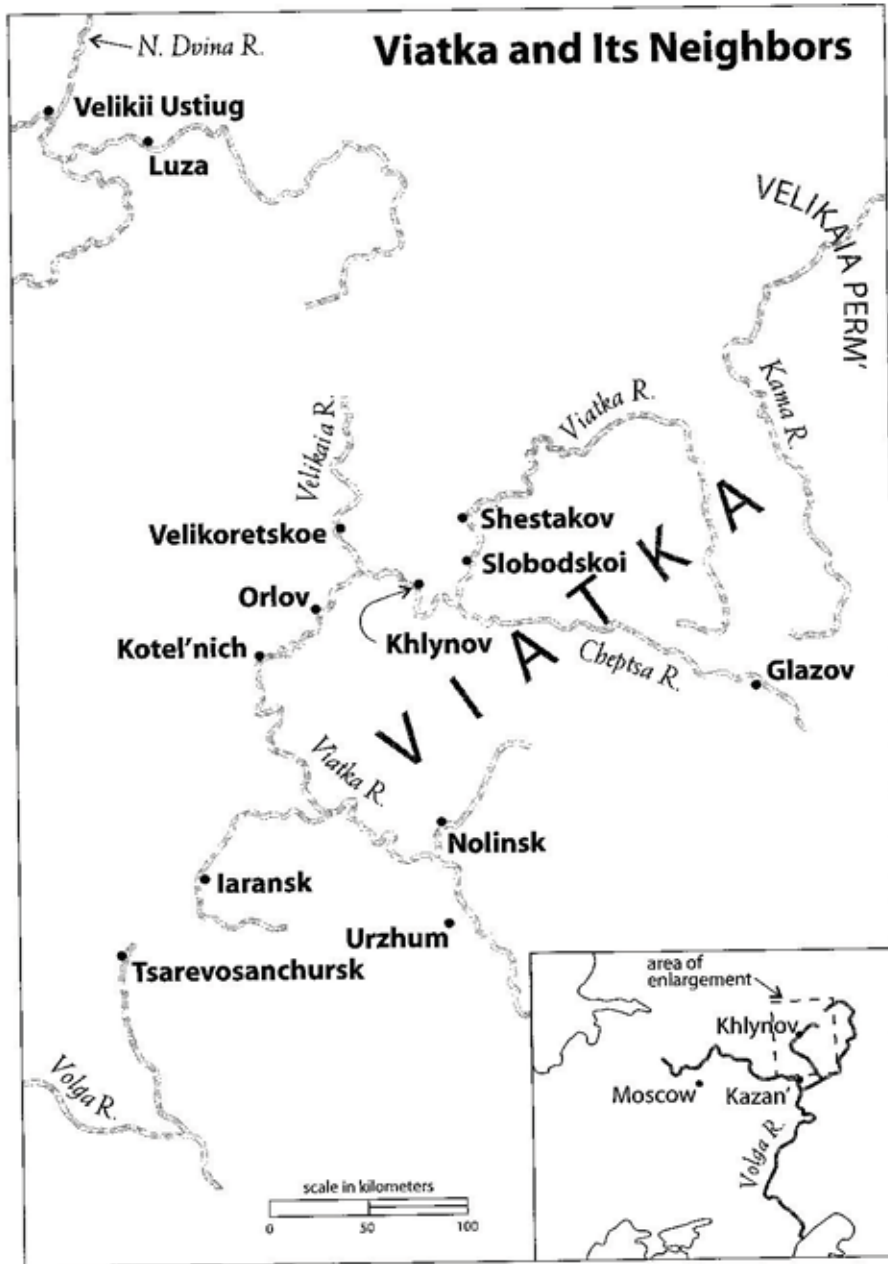 Viatka and Its Neighbors
N. Dvina R.
Velikii Ustiug
Luza
VELIKAIA PERM'
Kama R.
Viatka R.
Velikaia R.
Shestakov
Velikoretskoe
Slobodskoi
Orlov
Khlynov
Kotel'nich
VIATKA
Cheptsa R.
Glazov
Viatka R.
Nolinsk
Iaransk
Urzhum
Tsarevosanchursk
Volga R.
scale in kilometers
0 50 100
area of
enlargement
Khlynov
Moscow
Kazan'
Volga R.